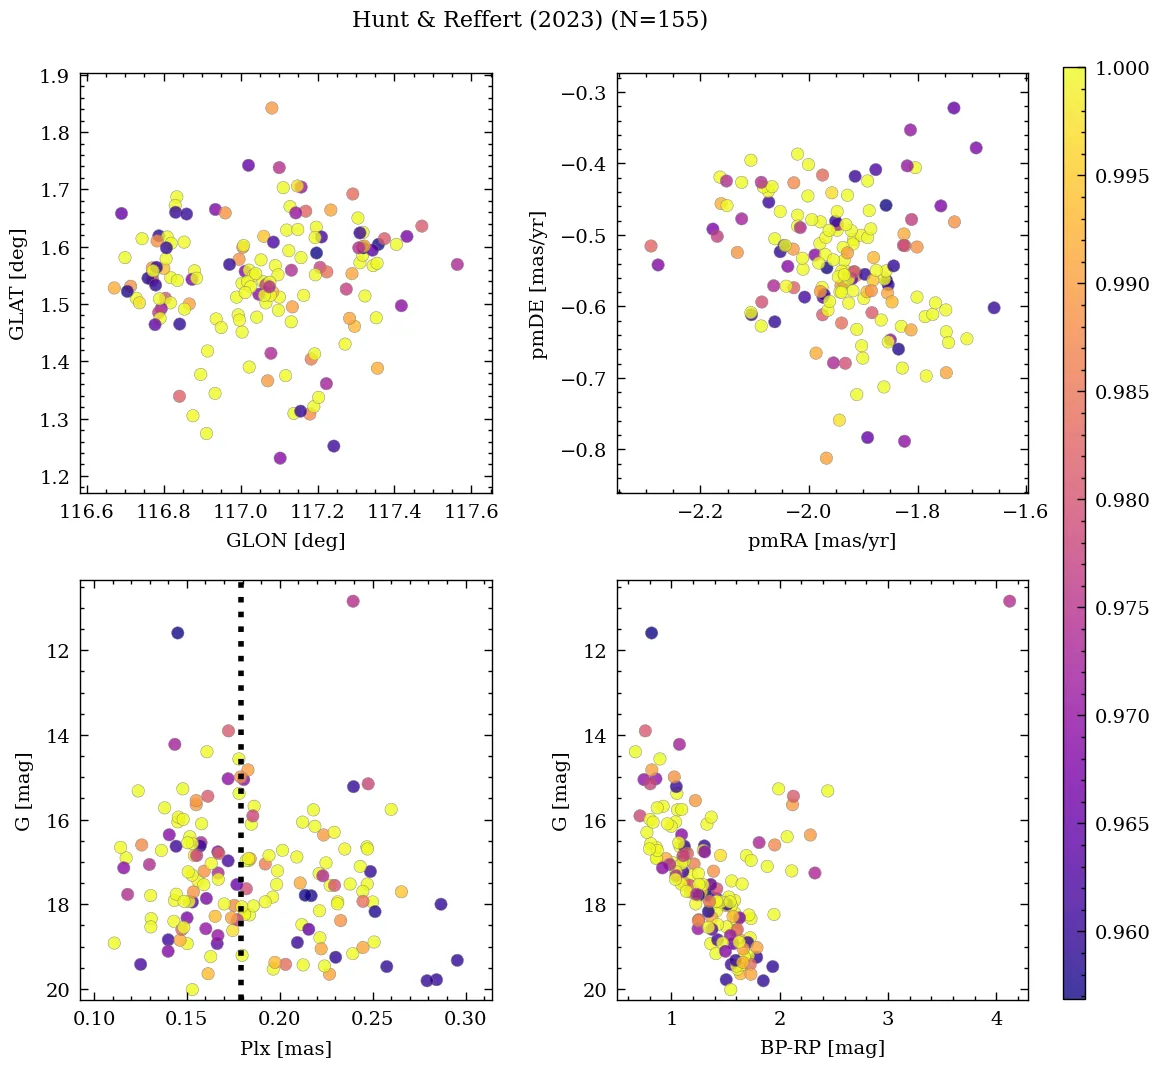 Hunt & Reffert (2023) (N=155)
1.9
1.8
1.7
1.6
1.5
1.4
1.3
1.2
GLAT [deg]
116.6 116.8 117.0 117.2 117.4 117.6
GLON [deg]
−0.3
−0.4
−0.5
−0.6
−0.7
−0.8
pmDE [mas/yr]
−2.2 −2.0 −1.8 −1.6
pmRA [mas/yr]
12
14
16
18
20
G [mag]
0.10 0.15 0.20 0.25 0.30
Plx [mas]
12
14
16
18
20
G [mag]
1 2 3 4
BP-RP [mag]
1.000
0.995
0.990
0.985
0.980
0.975
0.970
0.965
0.960